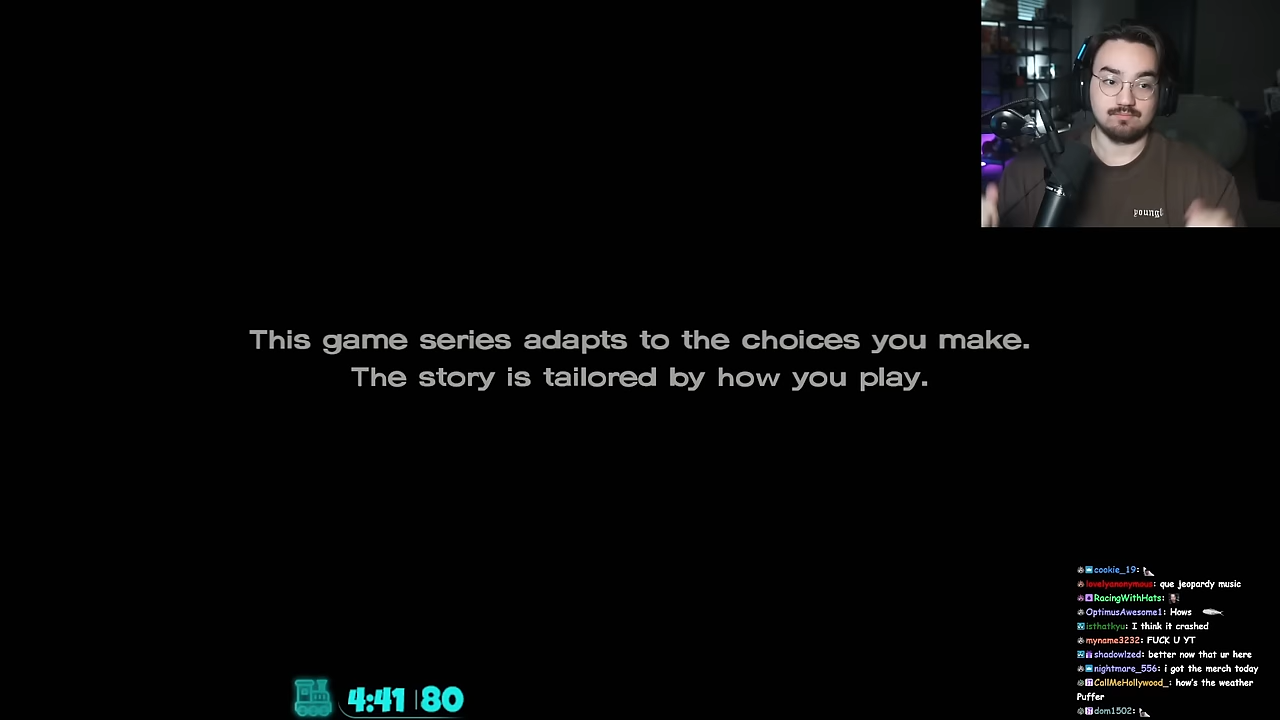 young
This game series adapts to the choices you make.
The story is tailored by how you play.
cookie_19:
lovelyanonymous: que jeopardy music
RacingWithHats:
OptimusAwesome1: Hows
isthatkyu: I think it crashed
myname3232: FUCK U YT
shadowlzed: better now that ur here
nightmare_556: i got the merch today
CallMeHollywood_: how's the weather
Puffer
dom1502:
4:41 | 80